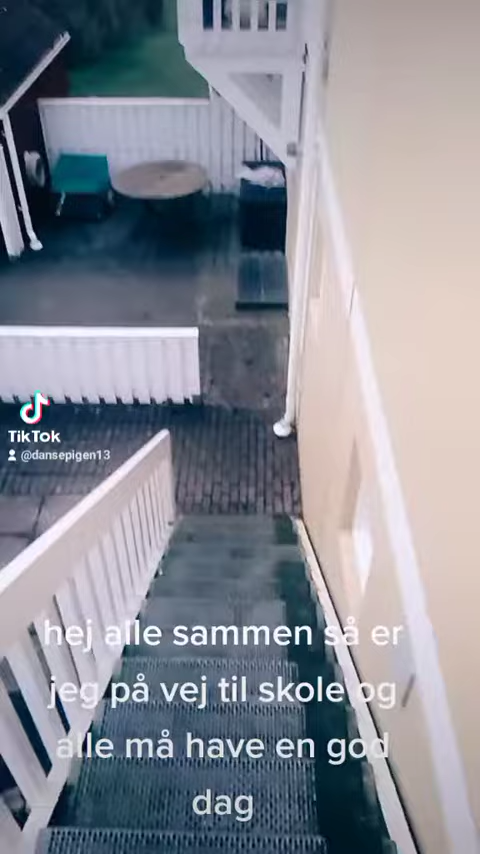 TikTok
@dansepigen13
hej alle sammen så er
jeg på vej til skole og
alle må have en god
dag